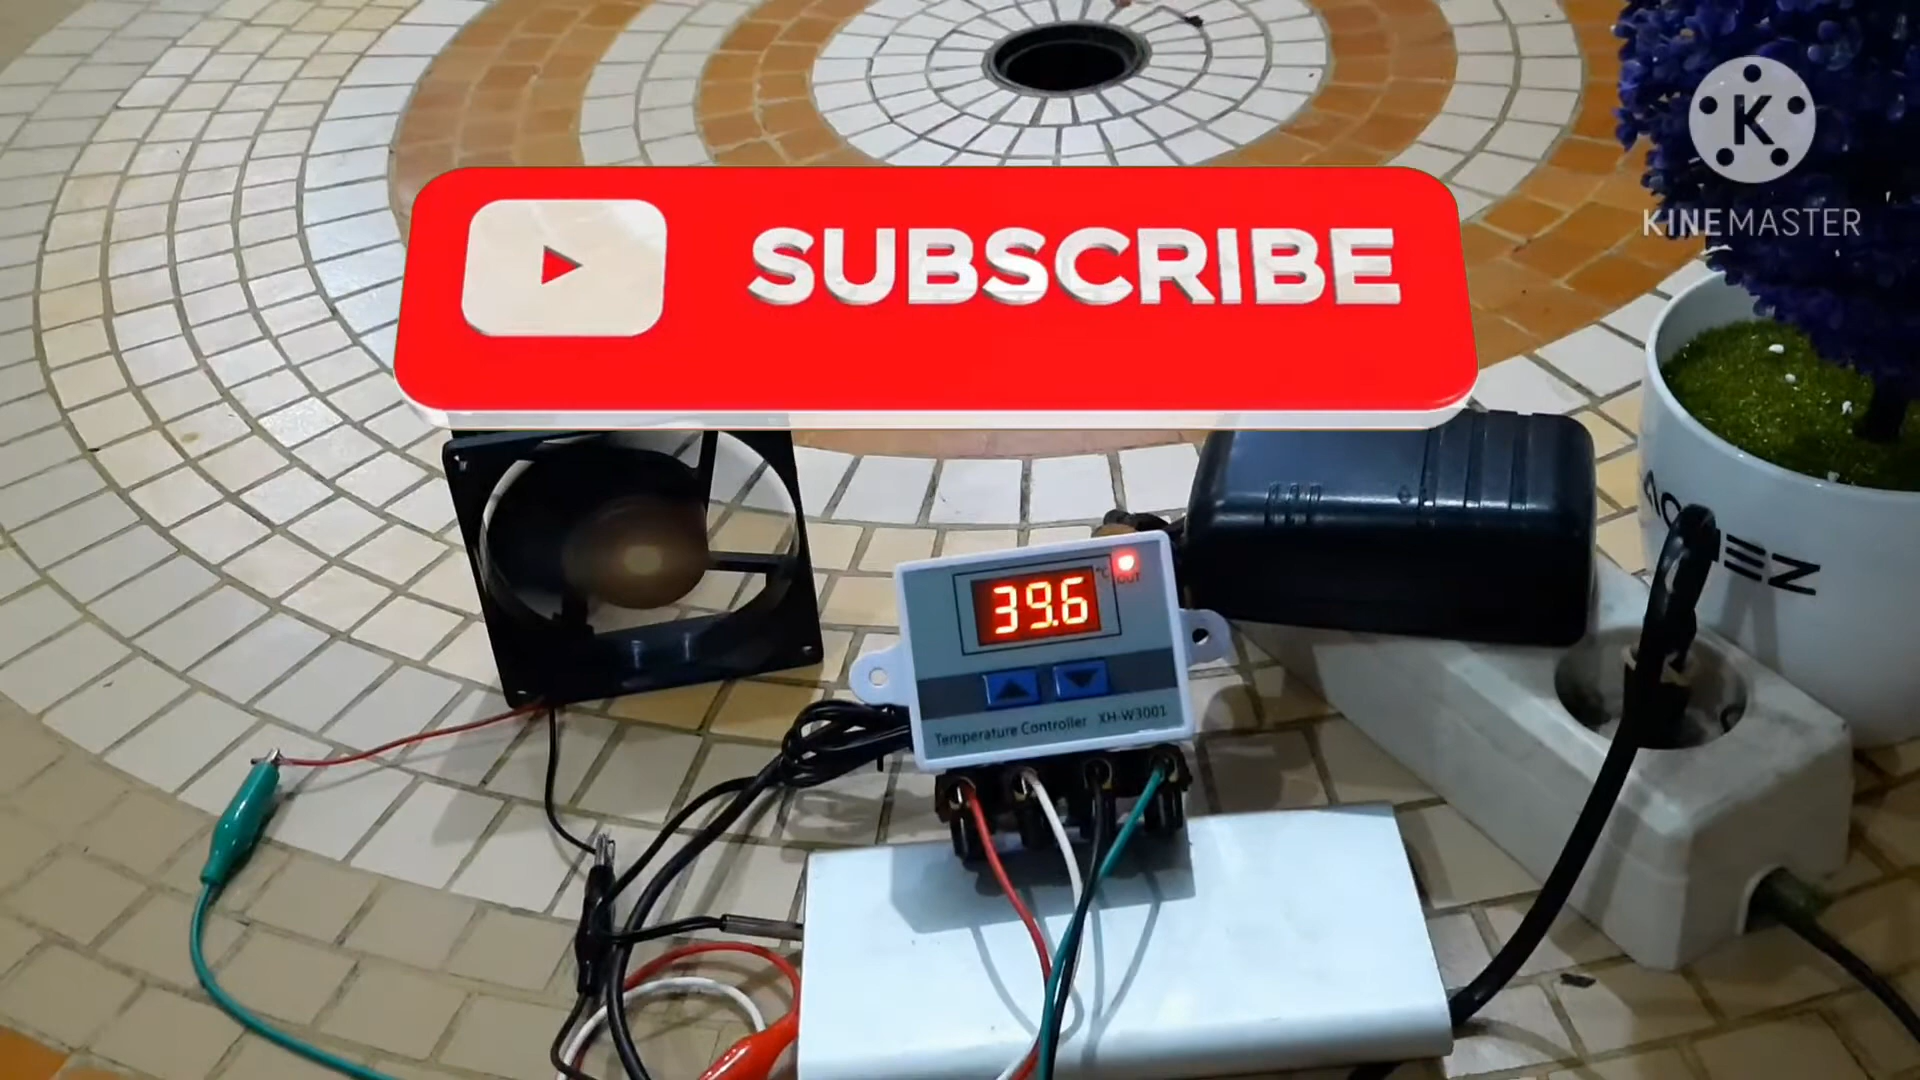 K
KINEMASTER
SUBSCRIBE
39.6
°C
OUT
Temperature Controller XH-W3001